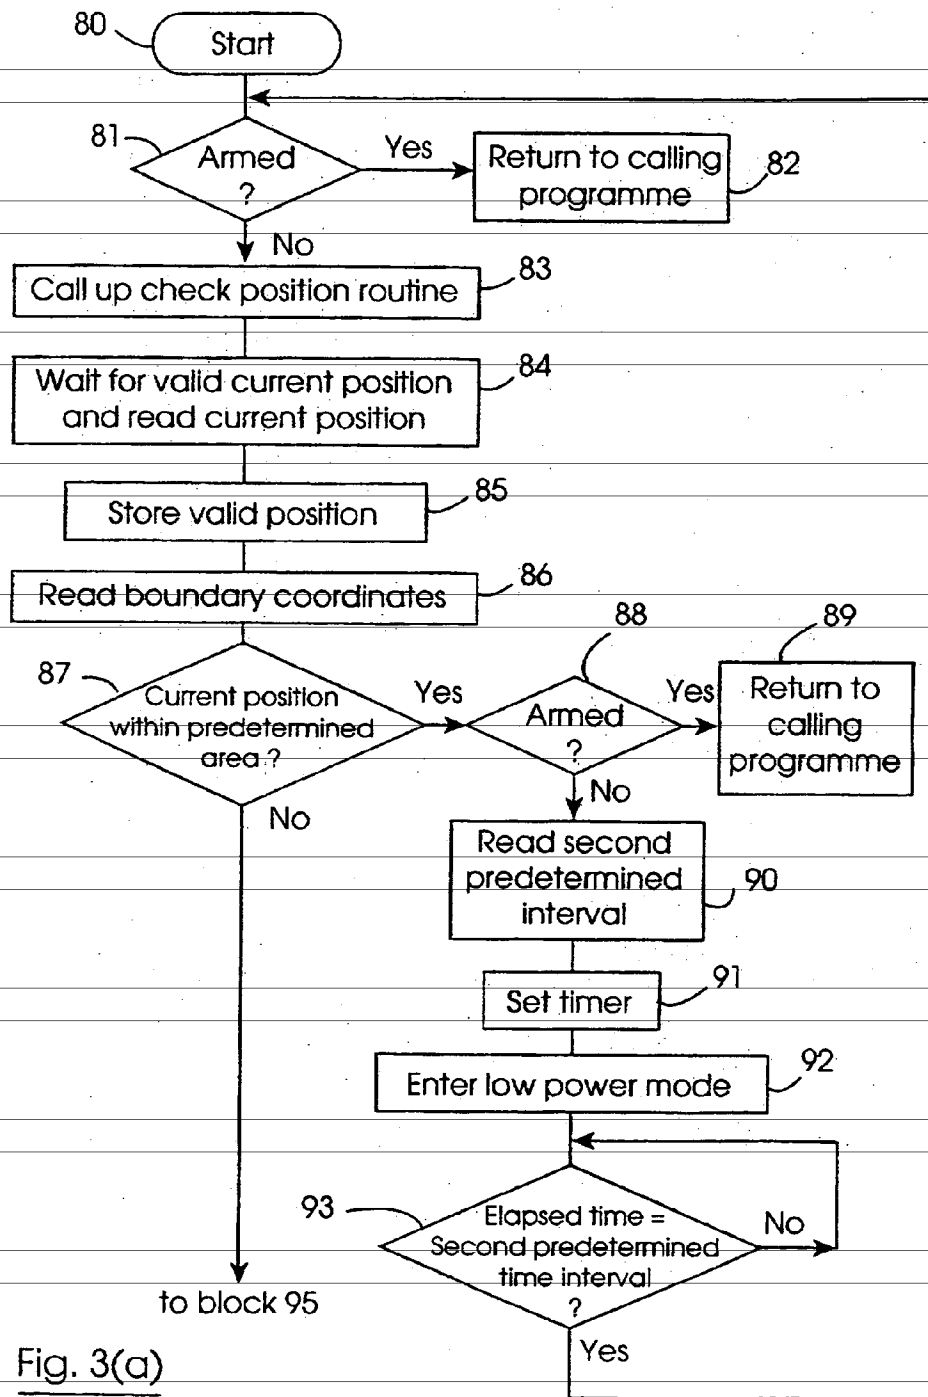 80
Start
81
Armed
?
Yes
Return to calling
programme
82
No
Call up check position routine
83
Wait for valid current position
and read current position
84
Store valid position
85
Read boundary coordinates
86
87
Current position
within predetermined
area ?
Yes
88
Armed
?
Yes
89
Return to
calling
programme
No
No
Read second
predetermined
interval
90
Set timer
91
Enter low power mode
92
93
Elapsed time =
Second predetermined
time interval
?
No
to block 95
Yes
Fig. 3(a)